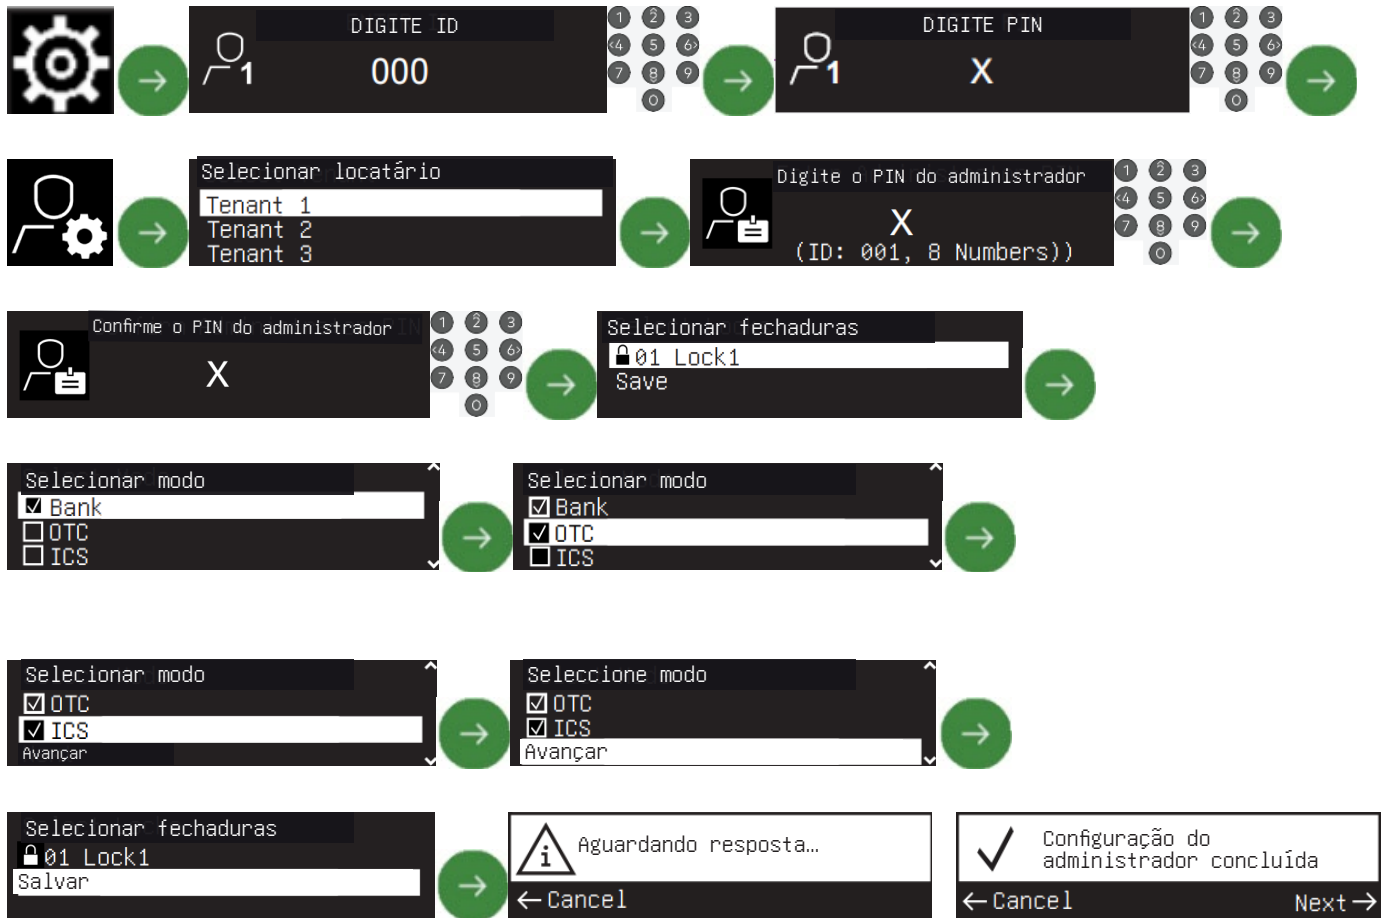 DIGITE ID
1
000
1 2 3
4 5 6
7 8 9
0
DIGITE PIN
1
X
1 2 3
4 5 6
7 8 9
0
Selecionar locatário
Tenant 1
Tenant 2
Tenant 3
Digite o PIN do administrador
X
(ID: 001, 8 Numbers))
1 2 3
4 5 6
7 8 9
0
Confirme o PIN do administrador
X
1 2 3
4 5 6
7 8 9
0
Selecionar fechaduras
01 Lock1
Save
Selecionar modo
Bank
OTC
ICS
Selecionar modo
Bank
OTC
ICS
Selecionar modo
OTC
ICS
Avançar
Seleccione modo
OTC
ICS
Avançar
Selecionar fechaduras
01 Lock1
Salvar
Aguardando resposta…
←Cancel
Configuração do
administrador concluída
←Cancel Next→